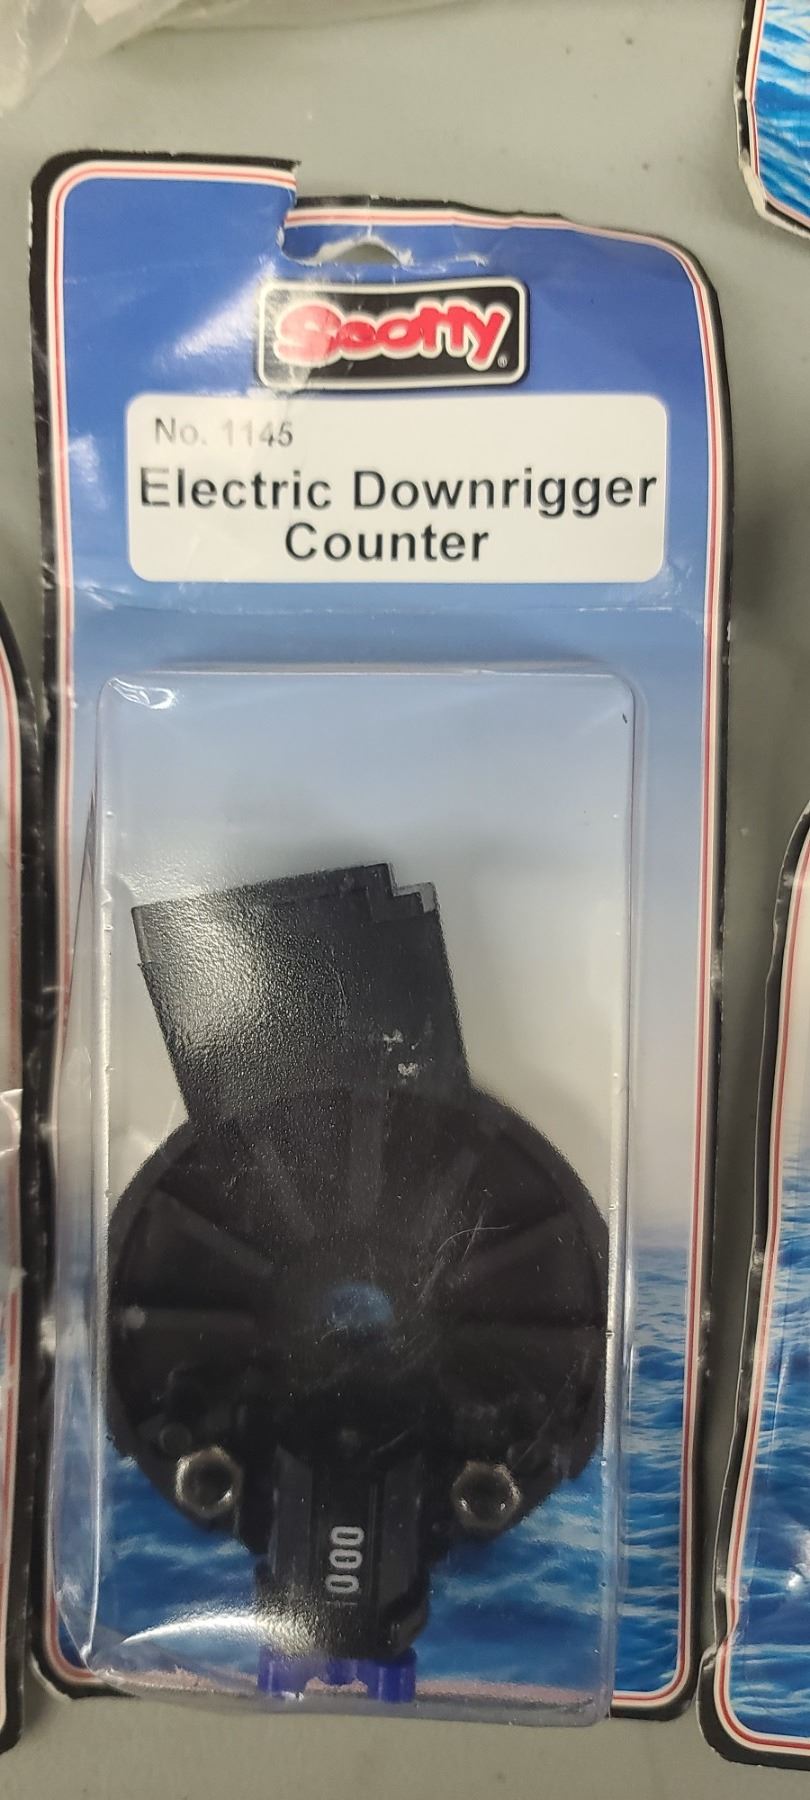 Scotty®
No. 1145
Electric Downrigger
Counter
000